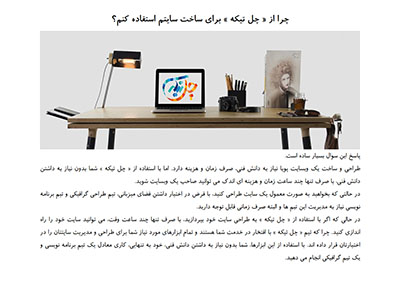 چرا از « چل تیکه » برای ساخت سایتم استفاده کنم؟
چل تیکه
پاسخ این سوال بسیار ساده است.
طراحی و ساخت یک وبسایت پویا نیاز به دانش فنی، صرف زمان و هزینه دارد. اما با استفاده از « چل تیکه » شما بدون نیاز به داشتن
دانش فنی، با صرف تنها چند ساعت زمان و هزینه ای اندک می توانید صاحب یک وبسایت شوید.
در حالتی که بخواهید به صورت معمول یک سایت طراحی کنید، با فرض در اختیار داشتن فضای میزبانی، تیم طراحی گرافیکی و تیم برنامه
نویسی نیاز به مدیریت این تیم ها و البته صرف زمانی قابل توجه دارید.
در حالی که اگر با استفاده از « چل تیکه » به طراحی سایت خود بپردازید، با صرف تنها چند ساعت وقت، می توانید سایت خود را راه
اندازی کنید. چرا که تیم « چل تیکه » با افتخار در خدمت شما هستند و تمام ابزارهای مورد نیاز شما برای طراحی و مدیریت سایتتان را در
اختیارتان قرار داده اند. با استفاده از این ابزارها، شما بدون نیاز به داشتن دانش فنی، خود به تنهایی، کاری معادل یک تیم برنامه نویسی و
یک تیم گرافیکی انجام می دهید.